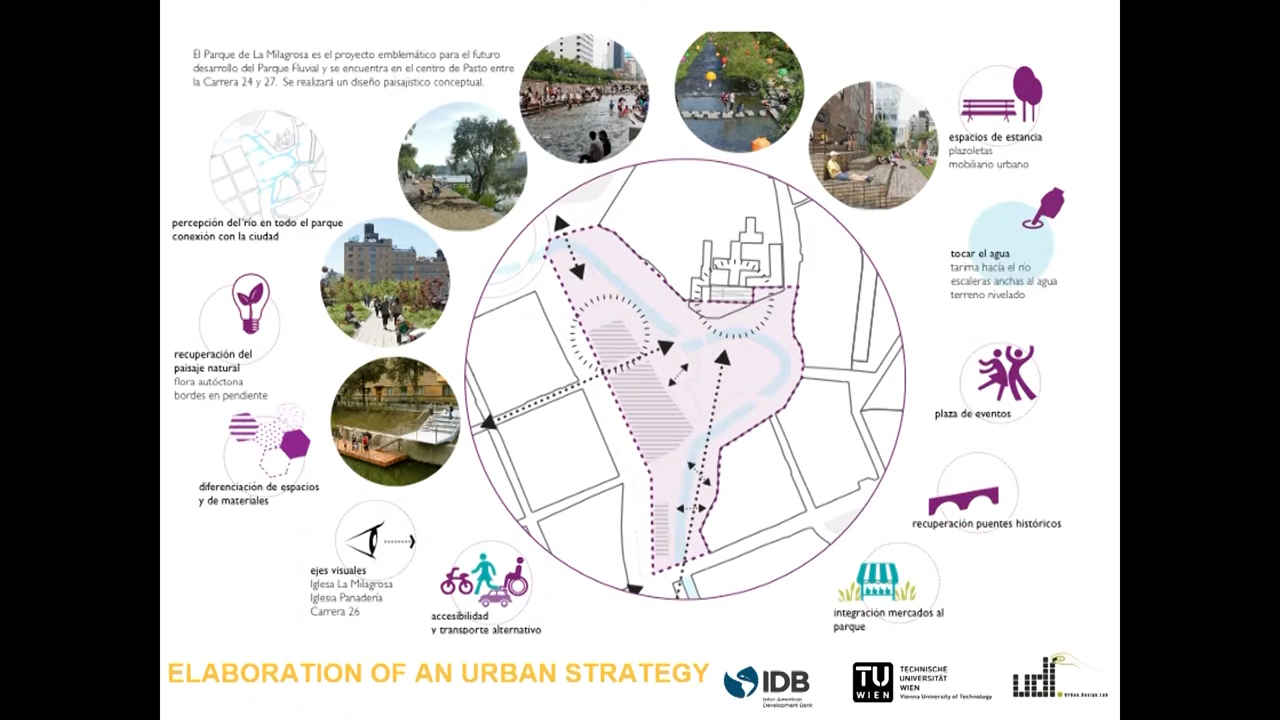 El Parque de La Milagrosa es el proyecto emblemático para el futuro
desarrollo del Parque Fluvial y se encuentra en el centro de Pasto entre
la Carrera 24 y 27. Se realizará un diseño paisajístico conceptual.
percepción del río en todo el parque
conexión con la ciudad
recuperación del
paisaje natural
flora autóctona
bordes en pendiente
diferenciación de espacios
y de materiales
ejes visuales
Iglesa La Milagrosa
Iglesia Panadería
Carrera 26
accesibilidad
y transporte alternativo
espacios de estancia
plazoletas
mobiliario urbano
tocar el agua
tarima hacía el río
escaleras anchas al agua
terreno nivelado
plaza de eventos
recuperación puentes históricos
integración mercados al
parque
ELABORATION OF AN URBAN STRATEGY
IDB
Inter-American
Development Bank
TU
WIEN
TECHNISCHE
UNIVERSITÄT
WIEN
Vienna University of Technology
udl
Urban.Design.Lab